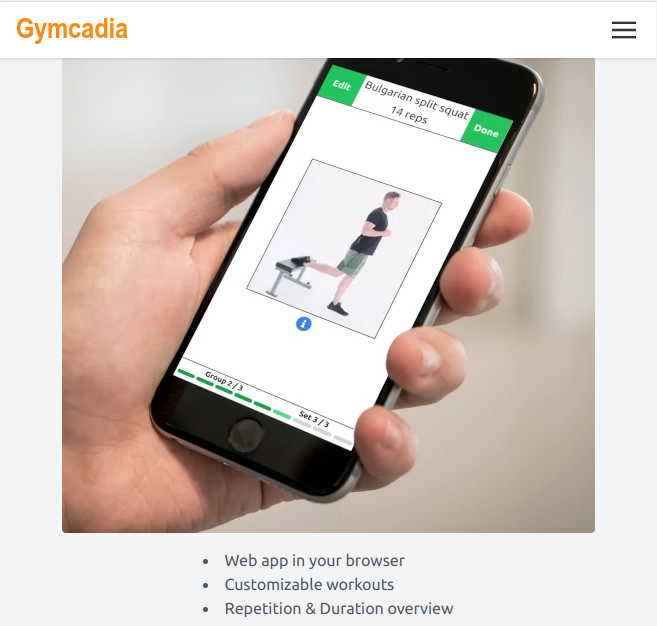 Gymcadia
Edit
Bulgarian split squat
14 reps
Done
i
Group 2 / 3
Set 3 / 3
Web app in your browser
Customizable workouts
Repetition & Duration overview